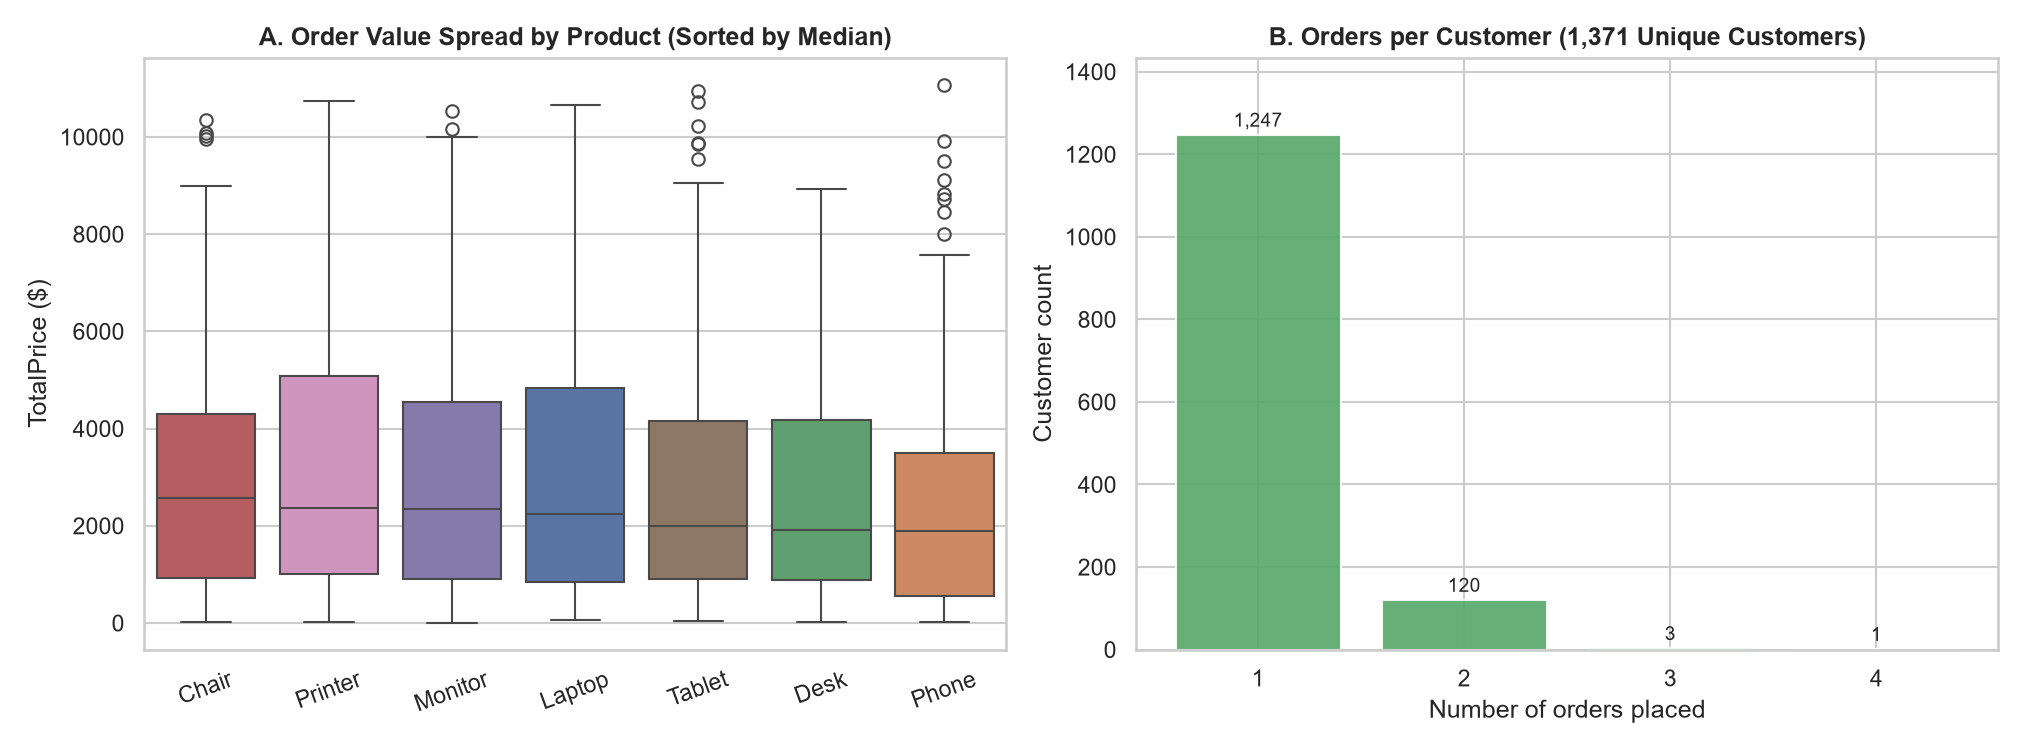 A. Order Value Spread by Product (Sorted by Median)
TotalPrice ($)
10000
8000
6000
4000
2000
0
Chair
Printer
Monitor
Laptop
Tablet
Desk
Phone
B. Orders per Customer (1,371 Unique Customers)
Customer count
1400
1200
1000
800
600
400
200
0
1,247
120
3
1
1
2
3
4
Number of orders placed